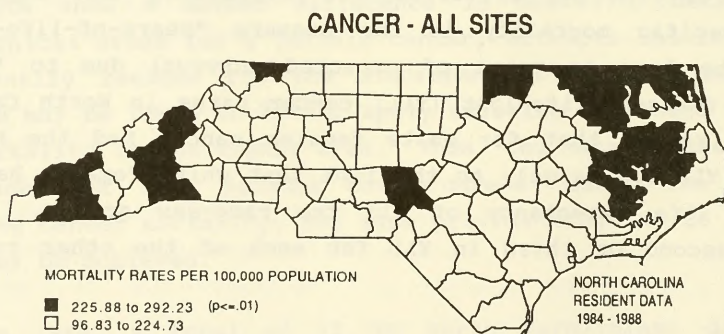 CANCER - ALL SITES
MORTALITY RATES PER 100,000 POPULATION
225.88 to 292.23 (p<=.01)
96.83 to 224.73
NORTH CAROLINA
RESIDENT DATA
1984 - 1988